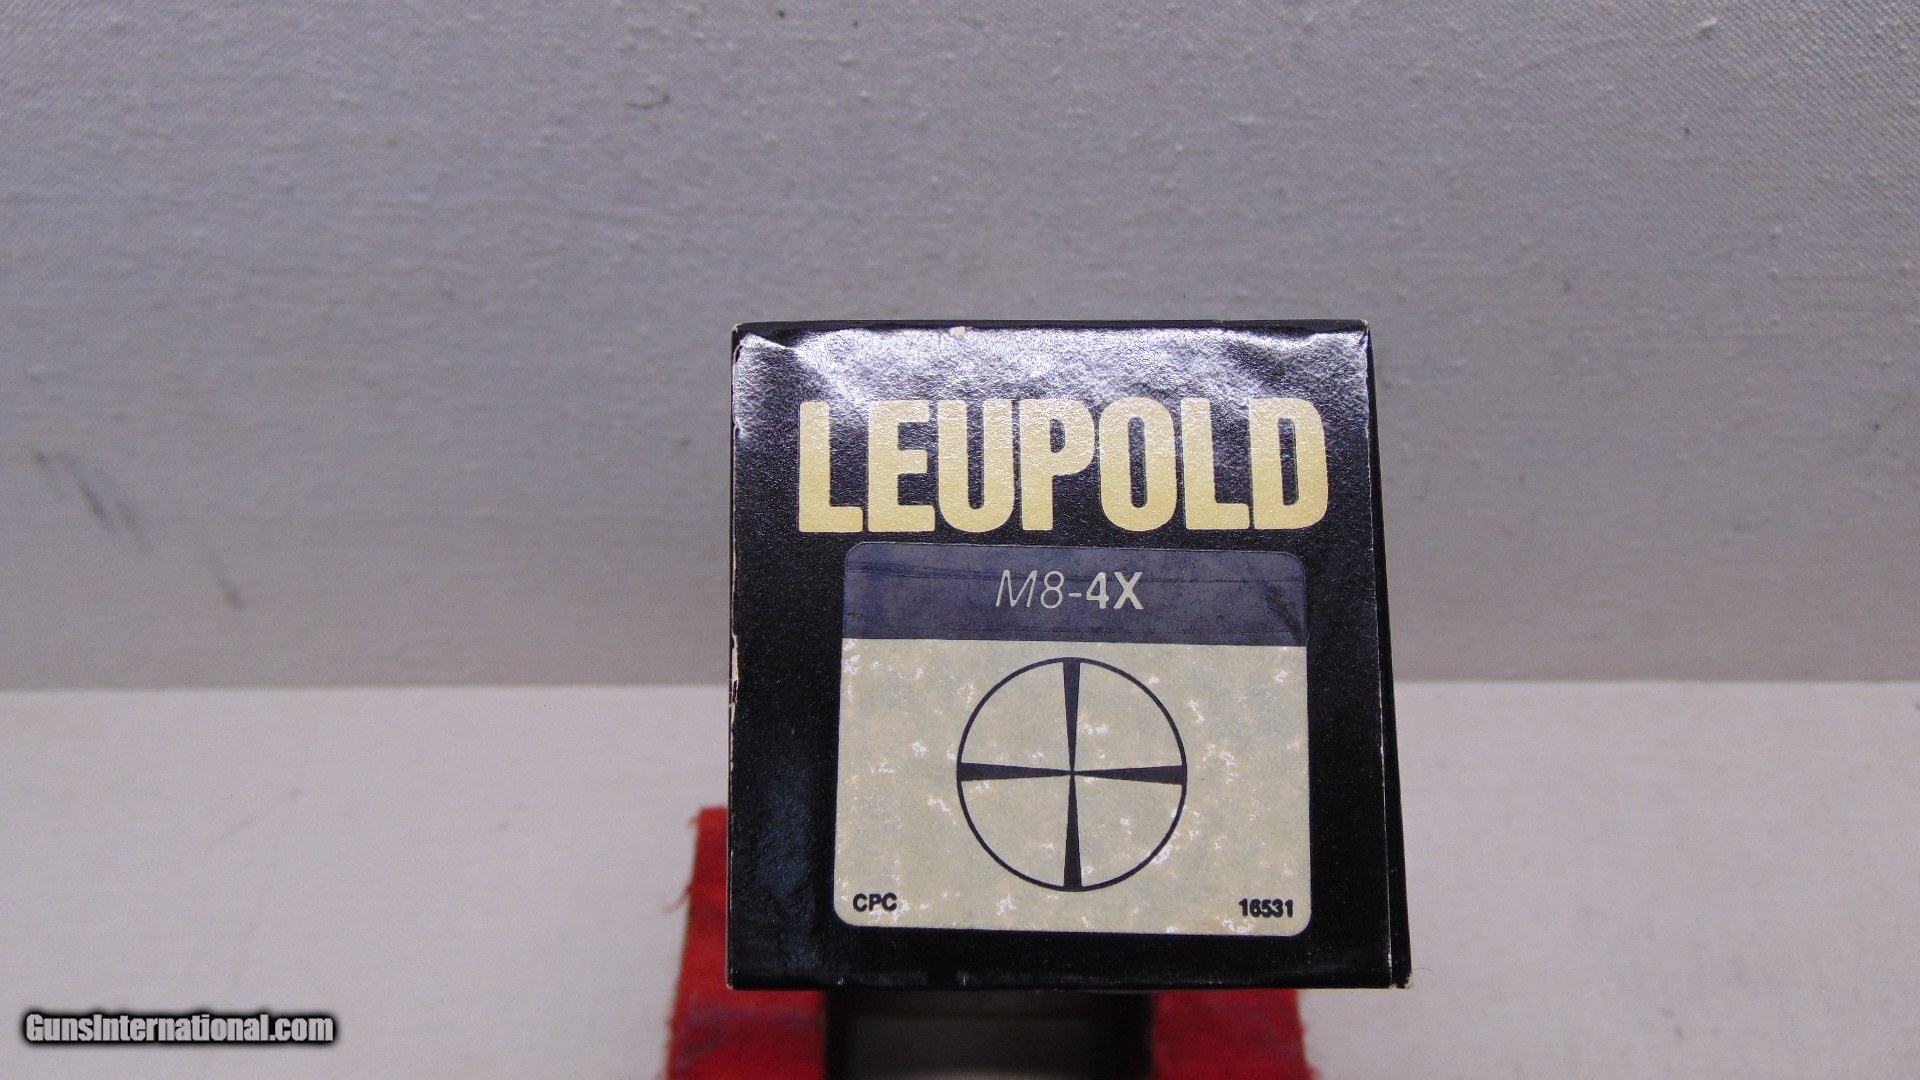 LEUPOLD
M8-4X
CPC
16531
GunsInternational.com